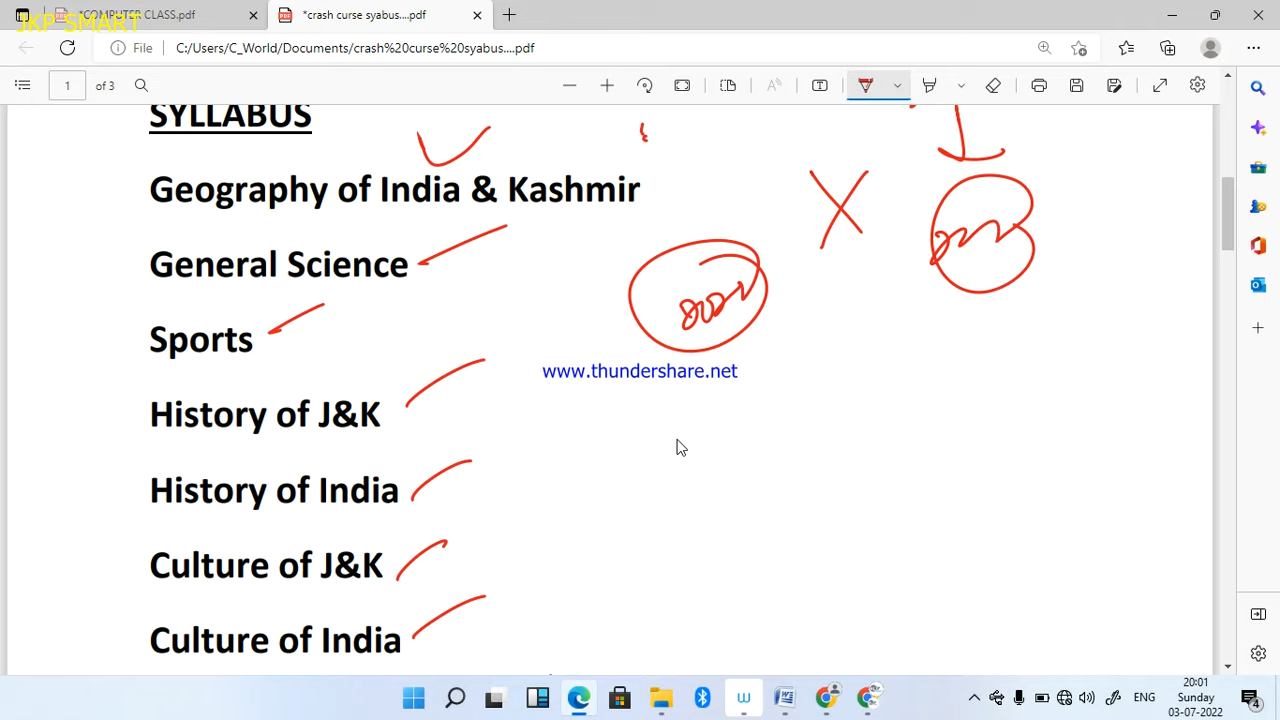 *COMPUTER CLASS.pdf
*crash curse syabus....pdf
JKP SMART
File
C:/Users/C_World/Documents/crash%20curse%20syabus....pdf
1 of 3
SYLLABUS
Geography of India & Kashmir
General Science
Sports
www.thundershare.net
History of J&K
History of India
Culture of J&K
Culture of India
ENG
20:01
Sunday
03-07-2022
4